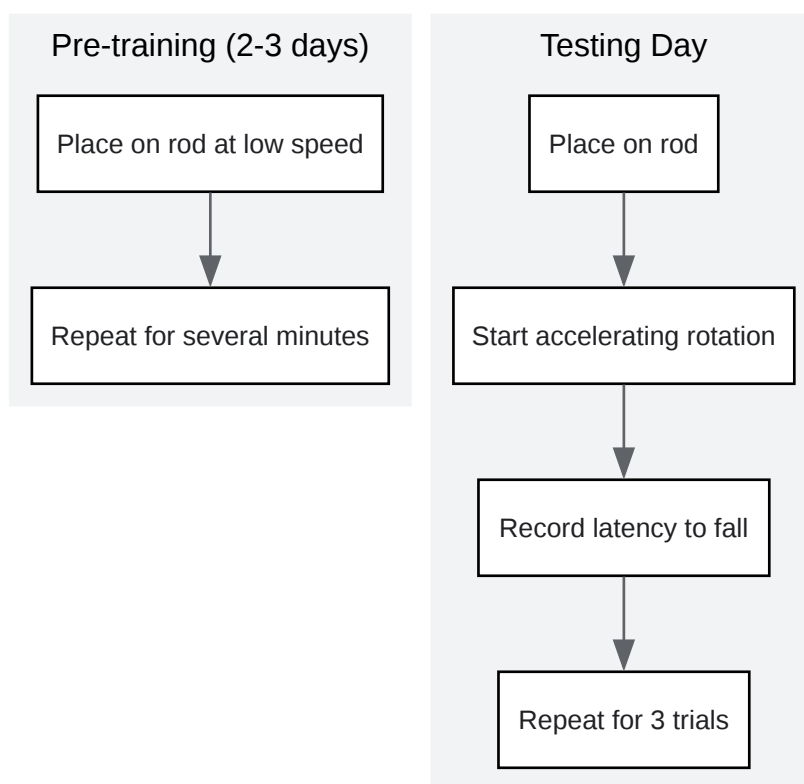 Pre-training (2-3 days)
Place on rod at low speed
Repeat for several minutes
Testing Day
Place on rod
Start accelerating rotation
Record latency to fall
Repeat for 3 trials